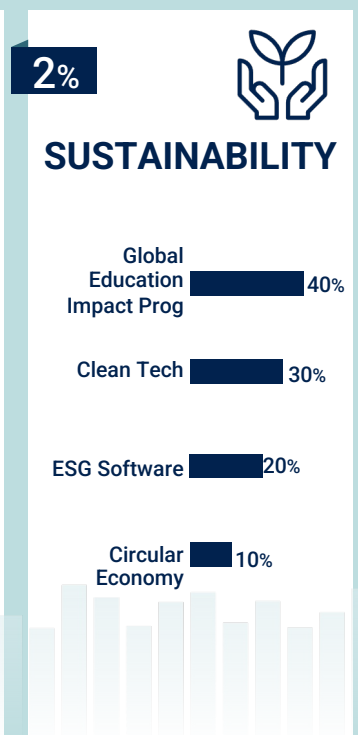 2%
SUSTAINABILITY
Global
Education
Impact Prog
40%
Clean Tech
30%
ESG Software
20%
Circular
Economy
10%